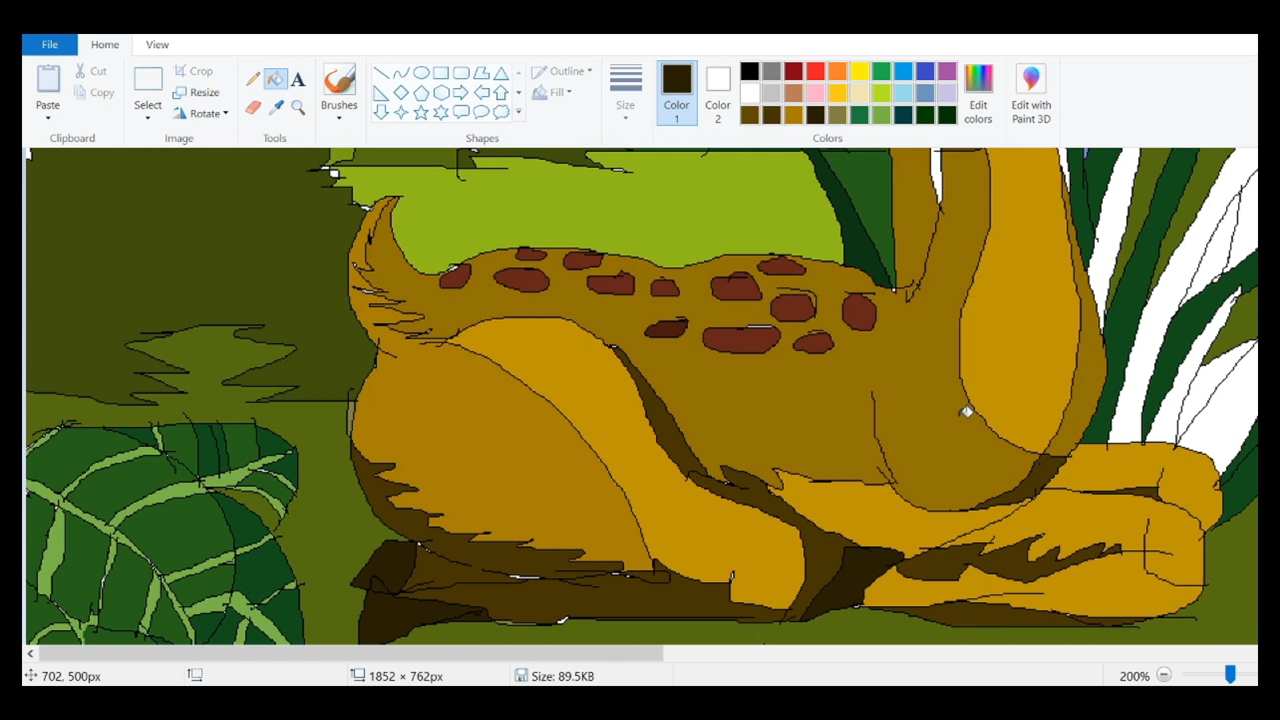 File Home View
Paste
Cut
Copy
Clipboard
Select
Crop
Resize
Rotate
Image
A
Tools
Brushes
Outline
Fill
Shapes
Size
Color 1
Color 2
Edit colors
Colors
Edit with Paint 3D
702, 500px 1852 × 762px Size: 89.5KB 200%